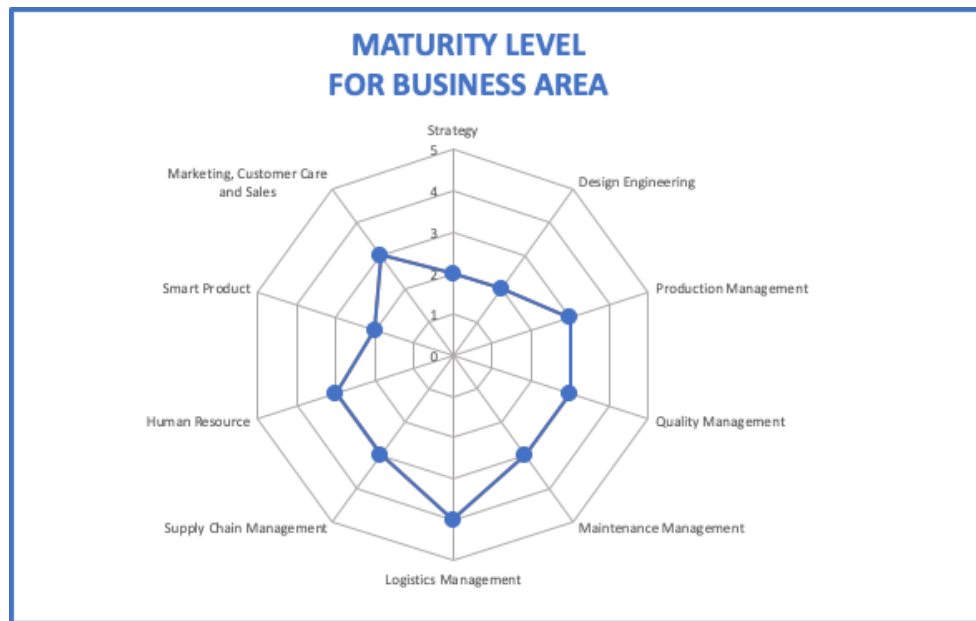 MATURITY LEVEL
FOR BUSINESS AREA
Strategy
5
4
3
2
1
0
Design Engineering
Production Management
Quality Management
Maintenance Management
Logistics Management
Supply Chain Management
Human Resource
Smart Product
Marketing, Customer Care
and Sales